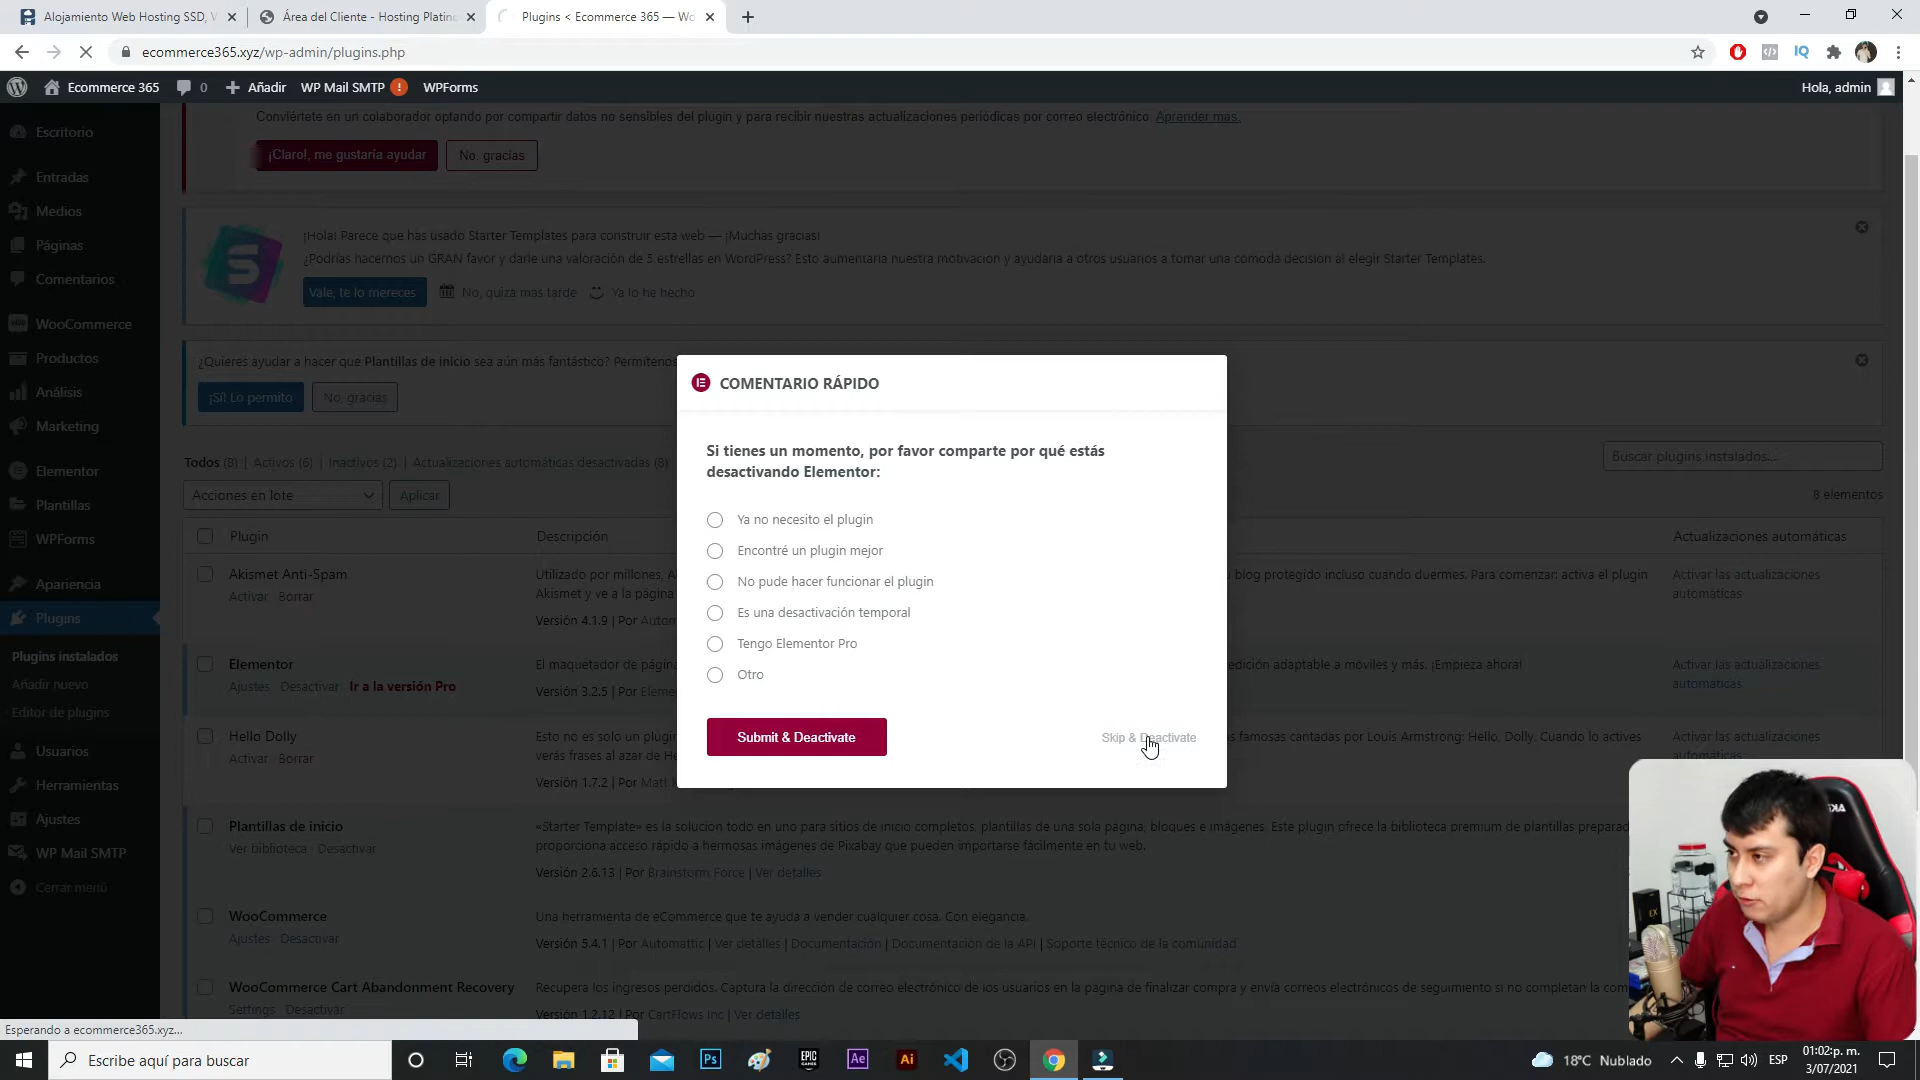 Alojamiento Web Hosting SSD, V
Área del Cliente - Hosting Platino
Plugins < Ecommerce 365 — Wo
ecommerce365.xyz/wp-admin/plugins.php
Ecommerce 365
0
Añadir
WP Mail SMTP
WPForms
Hola, admin
Escritorio
Entradas
Medios
Páginas
Comentarios
WooCommerce
Productos
Análisis
Marketing
Elementor
Plantillas
WPForms
Apariencia
Plugins
Plugins instalados
Añadir nuevo
Editor de plugins
Usuarios
Herramientas
Ajustes
WP Mail SMTP
Cerrar menú
Conviértete en un colaborador optando por compartir datos no sensibles del plugin y para recibir nuestras actualizaciones periódicas por correo electrónico. Aprender más.
¡Claro!, me gustaría ayudar
No, gracias
¡Hola! Parece que has usado Starter Templates para construir esta web — ¡Muchas gracias!
¿Podrías hacernos un GRAN favor y darle una valoración de 5 estrellas en WordPress? Esto aumentaría nuestra motivación y ayudaría a otros usuarios a tomar una cómoda decisión al elegir Starter Templates.
Vale, te lo mereces
No, quizá más tarde
Ya lo he hecho
¿Quieres ayudar a hacer que Plantillas de inicio sea aún más fantástico? Permítenos
¡Sí! Lo permito
No, gracias
Todos (8) | Activos (6) | Inactivos (2) | Actualizaciones automáticas desactivadas (8)
Buscar plugins instalados...
Acciones en lote
Aplicar
8 elementos
Plugin
Descripción
Actualizaciones automáticas
Akismet Anti-Spam
Activar
Borrar
Utilizado por millones, A
u blog protegido incluso cuando duermes. Para comenzar: activa el plugin
Akismet y ve a la página
Versión 4.1.9 | Por Autom
Activar las actualizaciones
automáticas
Elementor
Ajustes
Desactivar
Ir a la versión Pro
El maquetador de página
edición adaptable a móviles y más. ¡Empieza ahora!
Versión 3.2.5 | Por Eleme
Activar las actualizaciones
automáticas
Hello Dolly
Activar
Borrar
Esto no es solo un plugin
s famosas cantadas por Louis Armstrong: Hello, Dolly. Cuando lo actives
verás frases al azar de He
Versión 1.7.2 | Por Matt
Activar las actualizaciones
automáticas
Plantillas de inicio
Ver biblioteca
Desactivar
«Starter Template» es la solución todo en uno para sitios de inicio completos, plantillas de una sola página, bloques e imágenes. Este plugin ofrece la biblioteca premium de plantillas preparad
proporciona acceso rápido a hermosas imágenes de Pixabay que pueden importarse fácilmente en tu web.
Versión 2.6.13 | Por Brainstorm Force | Ver detalles
WooCommerce
Ajustes
Desactivar
Una herramienta de eCommerce que te ayuda a vender cualquier cosa. Con elegancia.
Versión 5.4.1 | Por Automattic | Ver detalles | Documentación | Documentación de la API | Soporte técnico de la comunidad
WooCommerce Cart Abandonment Recovery
Settings
Desactivar
Recupera los ingresos perdidos. Captura la dirección de correo electrónico de los usuarios en la página de finalizar compra y envía correos electrónicos de seguimiento si no completan la com
Versión 1.2.12 | Por CartFlows Inc | Ver detalles
COMENTARIO RÁPIDO
Si tienes un momento, por favor comparte por qué estás
desactivando Elementor:
Ya no necesito el plugin
Encontré un plugin mejor
No pude hacer funcionar el plugin
Es una desactivación temporal
Tengo Elementor Pro
Otro
Submit & Deactivate
Skip & Deactivate
Esperando a ecommerce365.xyz...
Escribe aquí para buscar
18°C Nublado
ESP
01:02 p. m.
3/07/2021